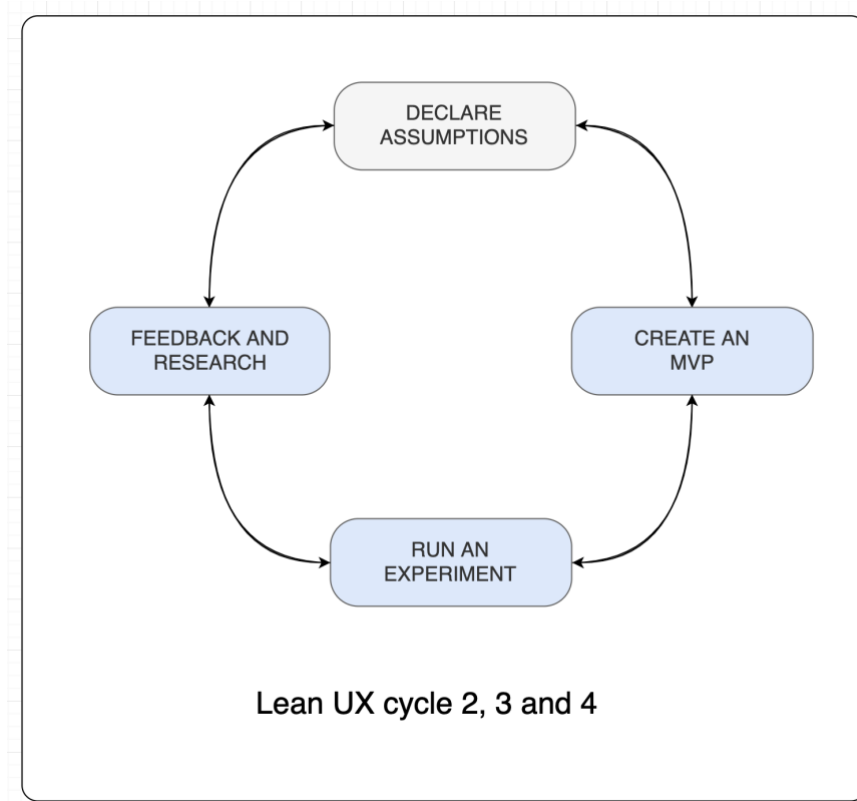 DECLARE
ASSUMPTIONS
FEEDBACK AND
RESEARCH
CREATE AN
MVP
RUN AN
EXPERIMENT
Lean UX cycle 2, 3 and 4